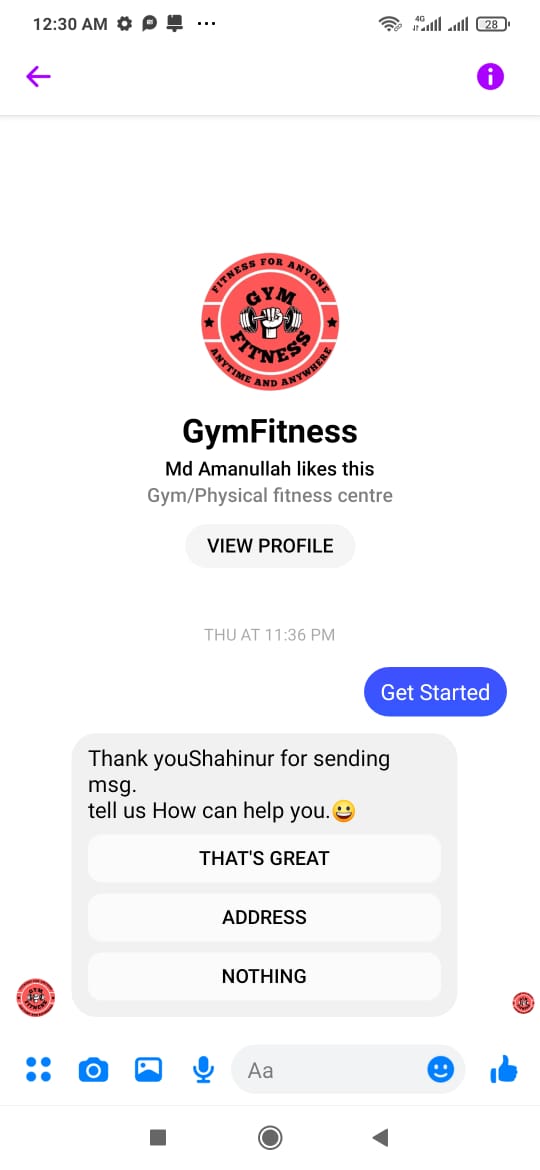 12:30 AM
4G
28
FITNESS FOR ANYONE
GYM
FITNESS
ANYTIME AND ANYWHERE
GymFitness
Md Amanullah likes this
Gym/Physical fitness centre
VIEW PROFILE
THU AT 11:36 PM
Get Started
Thank youShahinur for sending
msg.
tell us How can help you.😀
THAT'S GREAT
ADDRESS
NOTHING
Aa